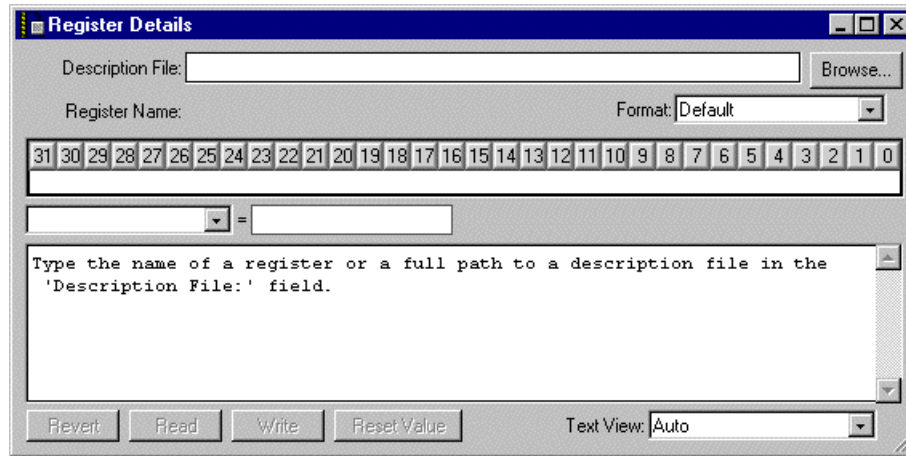 Register Details
Description File: Browse...
Register Name: Format: Default
31 30 29 28 27 26 25 24 23 22 21 20 19 18 17 16 15 14 13 12 11 10 9 8 7 6 5 4 3 2 1 0
=
Type the name of a register or a full path to a description file in the
'Description File:' field.
Revert Read Write Reset Value Text View: Auto